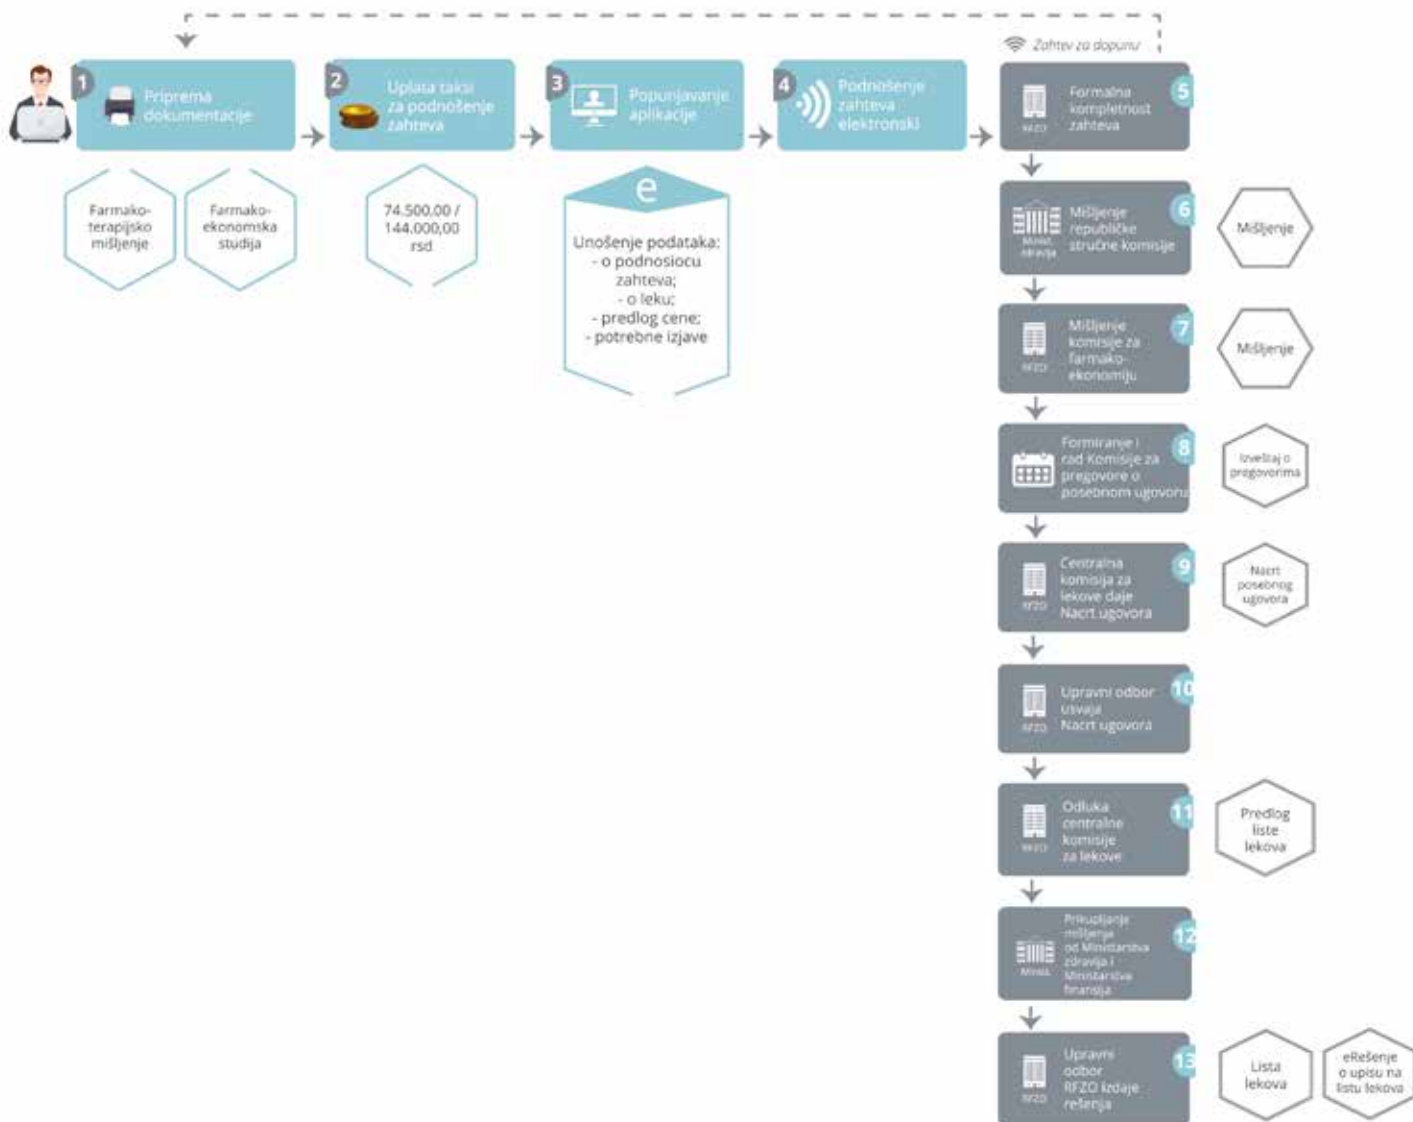 Zahtev za dopunu
1
Priprema
dokumentacije
2
Uplata taksi
za podnošenje
zahteva
3
Popunjavanje
aplikacije
4
Podnošenje
zahteva
elektronski
5
Formalna
kompletnost
zahteva
RFZO
Farmako-
terapijsko
mišljenje
Farmako-
ekonomska
studija
74.500,00 /
144.000,00
rsd
e
Unošenje podataka:
- o podnosiocu
zahteva;
- o leku;
- predlog cene;
- potrebne izjave
6
Mišljenje
republičke
stručne komisije
Minist.
zdravlja
Mišljenje
7
Mišljenje
komisije za
farmako-
ekonomiju
RFZO
Mišljenje
8
Formiranje i
rad Komisije za
pregovore o
posebnom ugovoru
Izveštaj o
pregovorima
9
Centralna
komisija za
lekove daje
Nacrt ugovora
RFZO
Nacrt
posebnog
ugovora
10
Upravni odbor
usvaja
Nacrt ugovora
RFZO
11
Odluka
centralne
komisije
za lekove
RFZO
Predlog
liste
lekova
12
Prikupljanje
mišljenja
od Ministarstva
zdravlja i
Ministarstva
finansija
Minist.
13
Upravni
odbor
RFZO izdaje
rešenja
RFZO
Lista
lekova
eRešenje
o upisu na
listu lekova